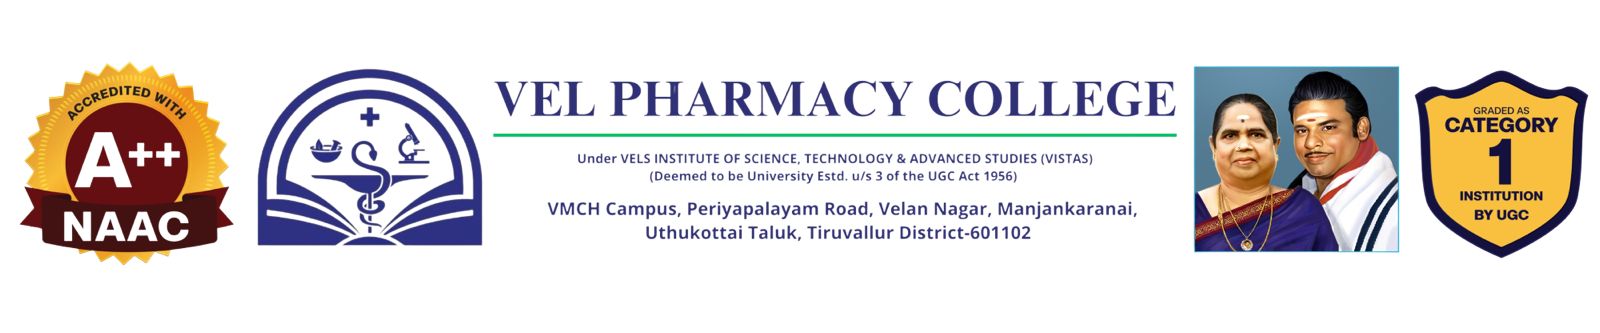 ACCREDITED WITH
A++
NAAC
VEL PHARMACY COLLEGE
Under VELS INSTITUTE OF SCIENCE, TECHNOLOGY & ADVANCED STUDIES (VISTAS)
(Deemed to be University Estd. u/s 3 of the UGC Act 1956)
VMCH Campus, Periyapalayam Road, Velan Nagar, Manjankaranai,
Uthukottai Taluk, Tiruvallur District-601102
GRADED AS
CATEGORY
1
INSTITUTION
BY UGC